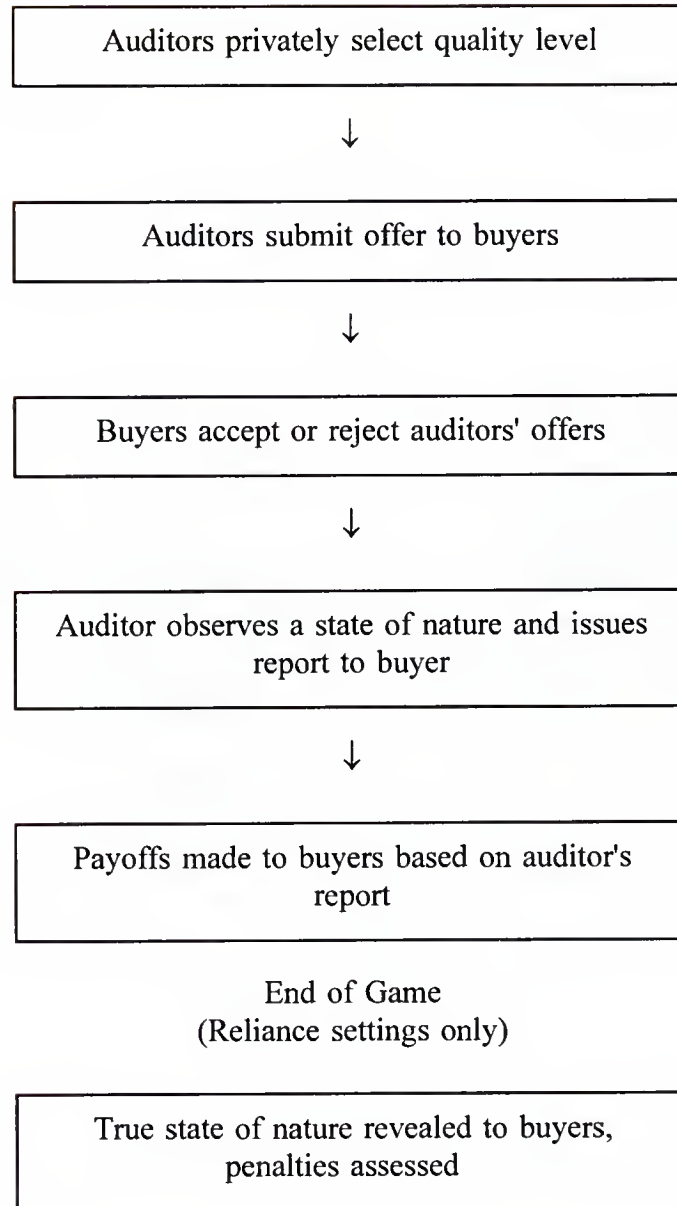 Auditors privately select quality level
↓
Auditors submit offer to buyers
↓
Buyers accept or reject auditors' offers
↓
Auditor observes a state of nature and issues
report to buyer
↓
Payoffs made to buyers based on auditor's
report
End of Game
(Reliance settings only)
True state of nature revealed to buyers,
penalties assessed